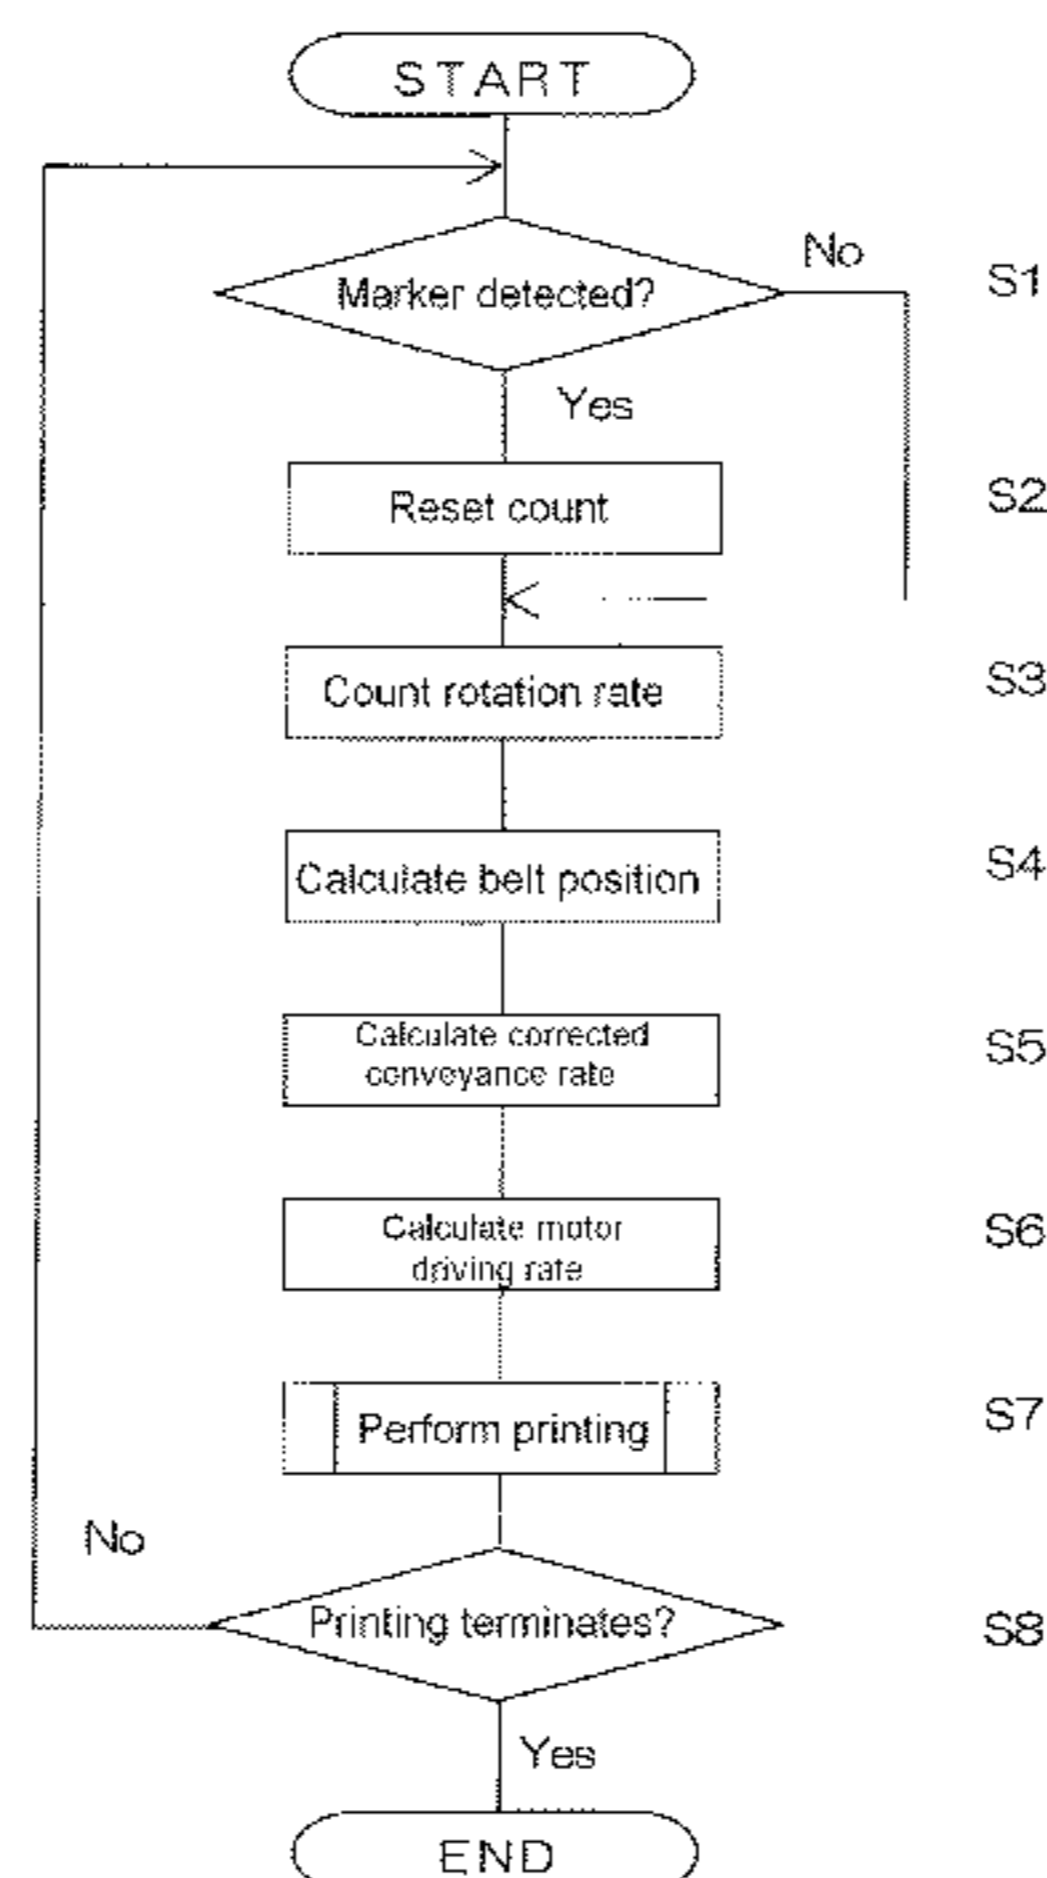 START
No
Marker detected?
S1
Yes
Reset count
S2
Count rotation rate
S3
Calculate belt position
S4
Calculate corrected
conveyance rate
S5
Calculate motor
driving rate
S6
Perform printing
S7
No
Printing terminates?
S8
Yes
END